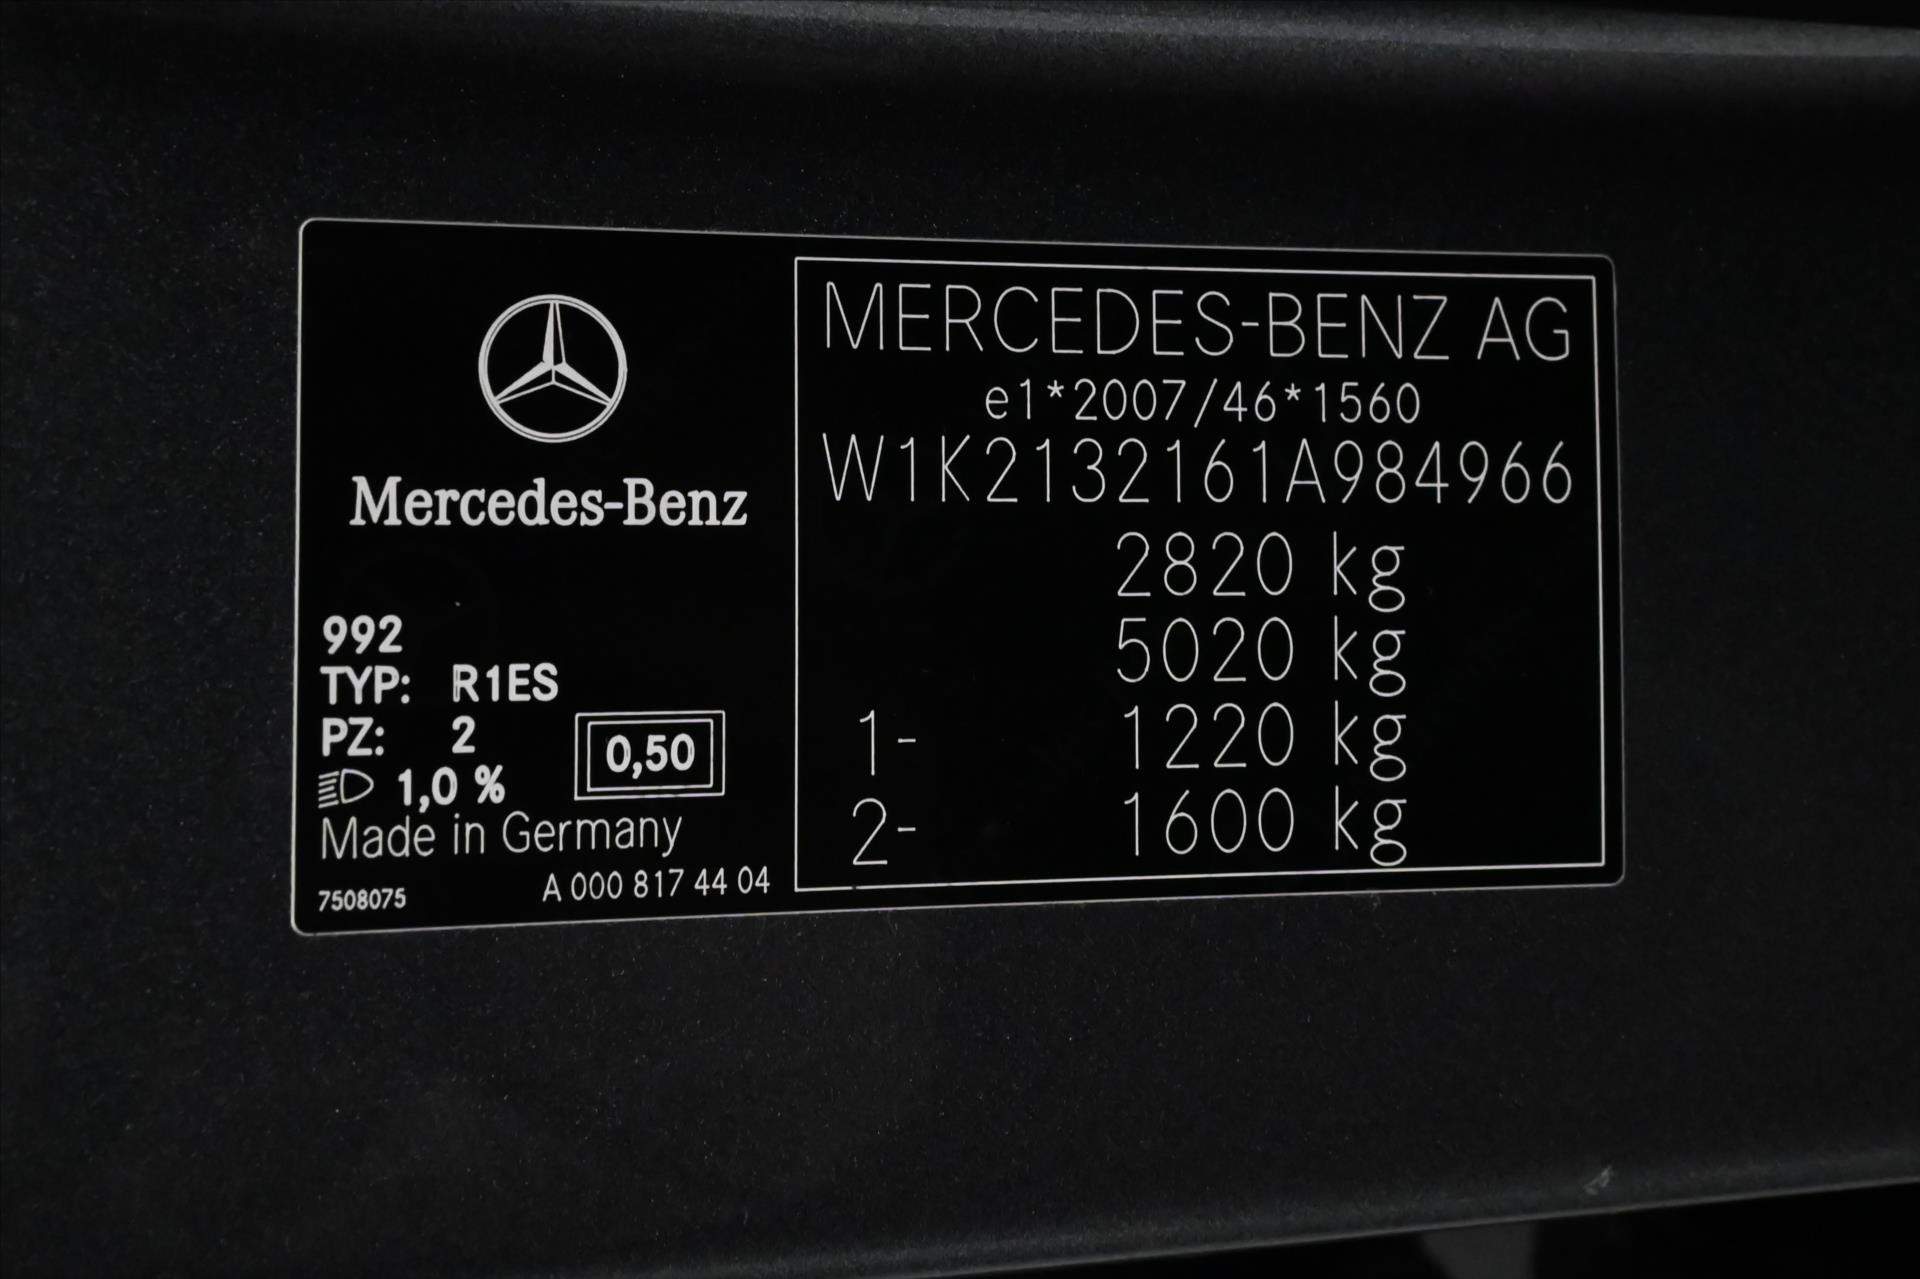 Mercedes-Benz
992
TYP: R1ES
PZ: 2
1,0 %
0,50
Made in Germany
7508075 A 000 817 44 04
MERCEDES-BENZ AG
e1*2007/46*1560
W1K2132161A984966
2820 kg
5020 kg
1- 1220 kg
2- 1600 kg